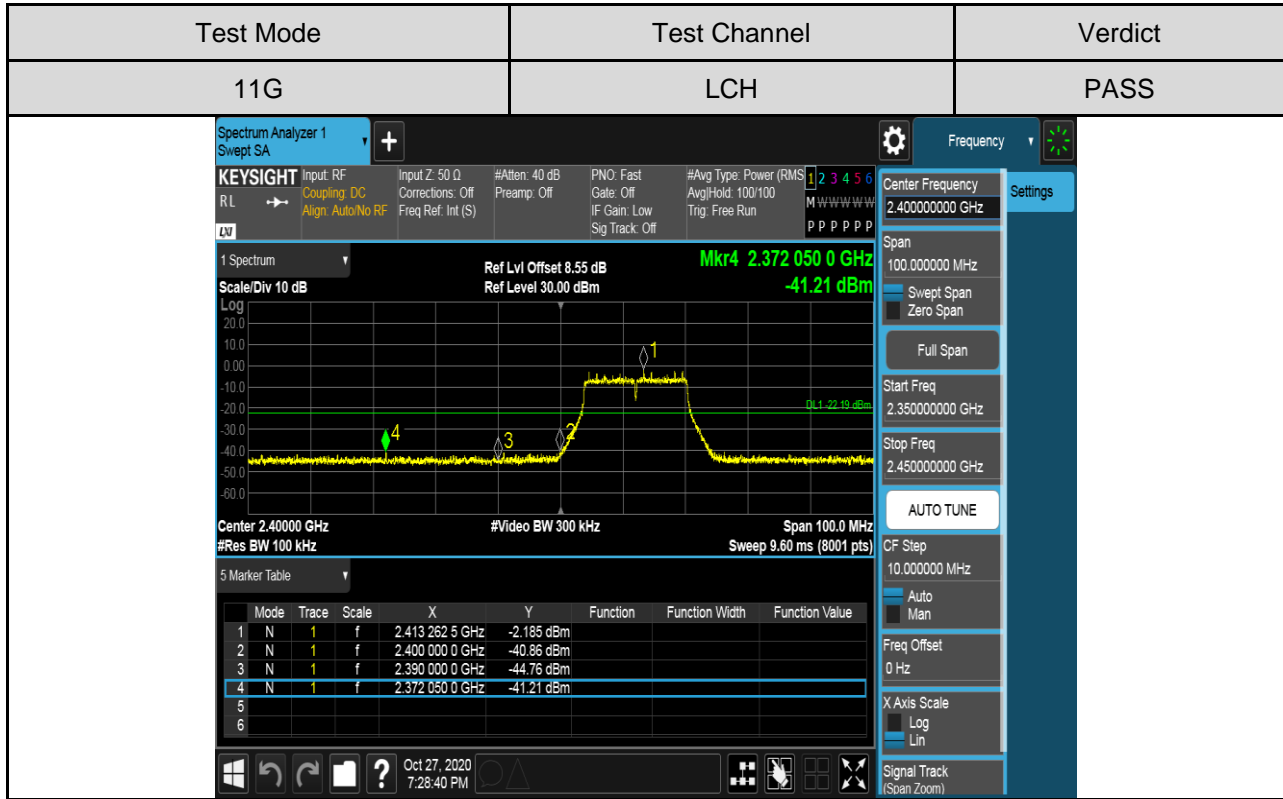 Test Mode Test Channel Verdict
11G LCH PASS
Spectrum Analyzer 1
Swept SA
+
Frequency
KEYSIGHT
RL
LXI
Input: RF
Coupling: DC
Align: Auto/No RF
Input Z: 50 Ω
Corrections: Off
Freq Ref: Int (S)
#Atten: 40 dB
Preamp: Off
PNO: Fast
Gate: Off
IF Gain: Low
Sig Track: Off
#Avg Type: Power (RMS
Avg|Hold: 100/100
Trig: Free Run
1 2 3 4 5 6
M W W W W W
P P P P P P
1 Spectrum
Scale/Div 10 dB
Ref Lvl Offset 8.55 dB
Ref Level 30.00 dBm
Mkr4 2.372 050 0 GHz
-41.21 dBm
Log
20.0
10.0
0.00
-10.0
-20.0
-30.0
-40.0
-50.0
-60.0
1
2
3
4
DL1 -22.19 dBm
Center 2.40000 GHz
#Video BW 300 kHz
Span 100.0 MHz
#Res BW 100 kHz
Sweep 9.60 ms (8001 pts)
5 Marker Table
Mode Trace Scale X Y Function Function Width Function Value
1 N 1 f 2.413 262 5 GHz -2.185 dBm
2 N 1 f 2.400 000 0 GHz -40.86 dBm
3 N 1 f 2.390 000 0 GHz -44.76 dBm
4 N 1 f 2.372 050 0 GHz -41.21 dBm
5
6
Oct 27, 2020
7:28:40 PM
?
Center Frequency
2.400000000 GHz
Settings
Span
100.000000 MHz
Swept Span
Zero Span
Full Span
Start Freq
2.350000000 GHz
Stop Freq
2.450000000 GHz
AUTO TUNE
CF Step
10.000000 MHz
Auto
Man
Freq Offset
0 Hz
X Axis Scale
Log
Lin
Signal Track
(Span Zoom)